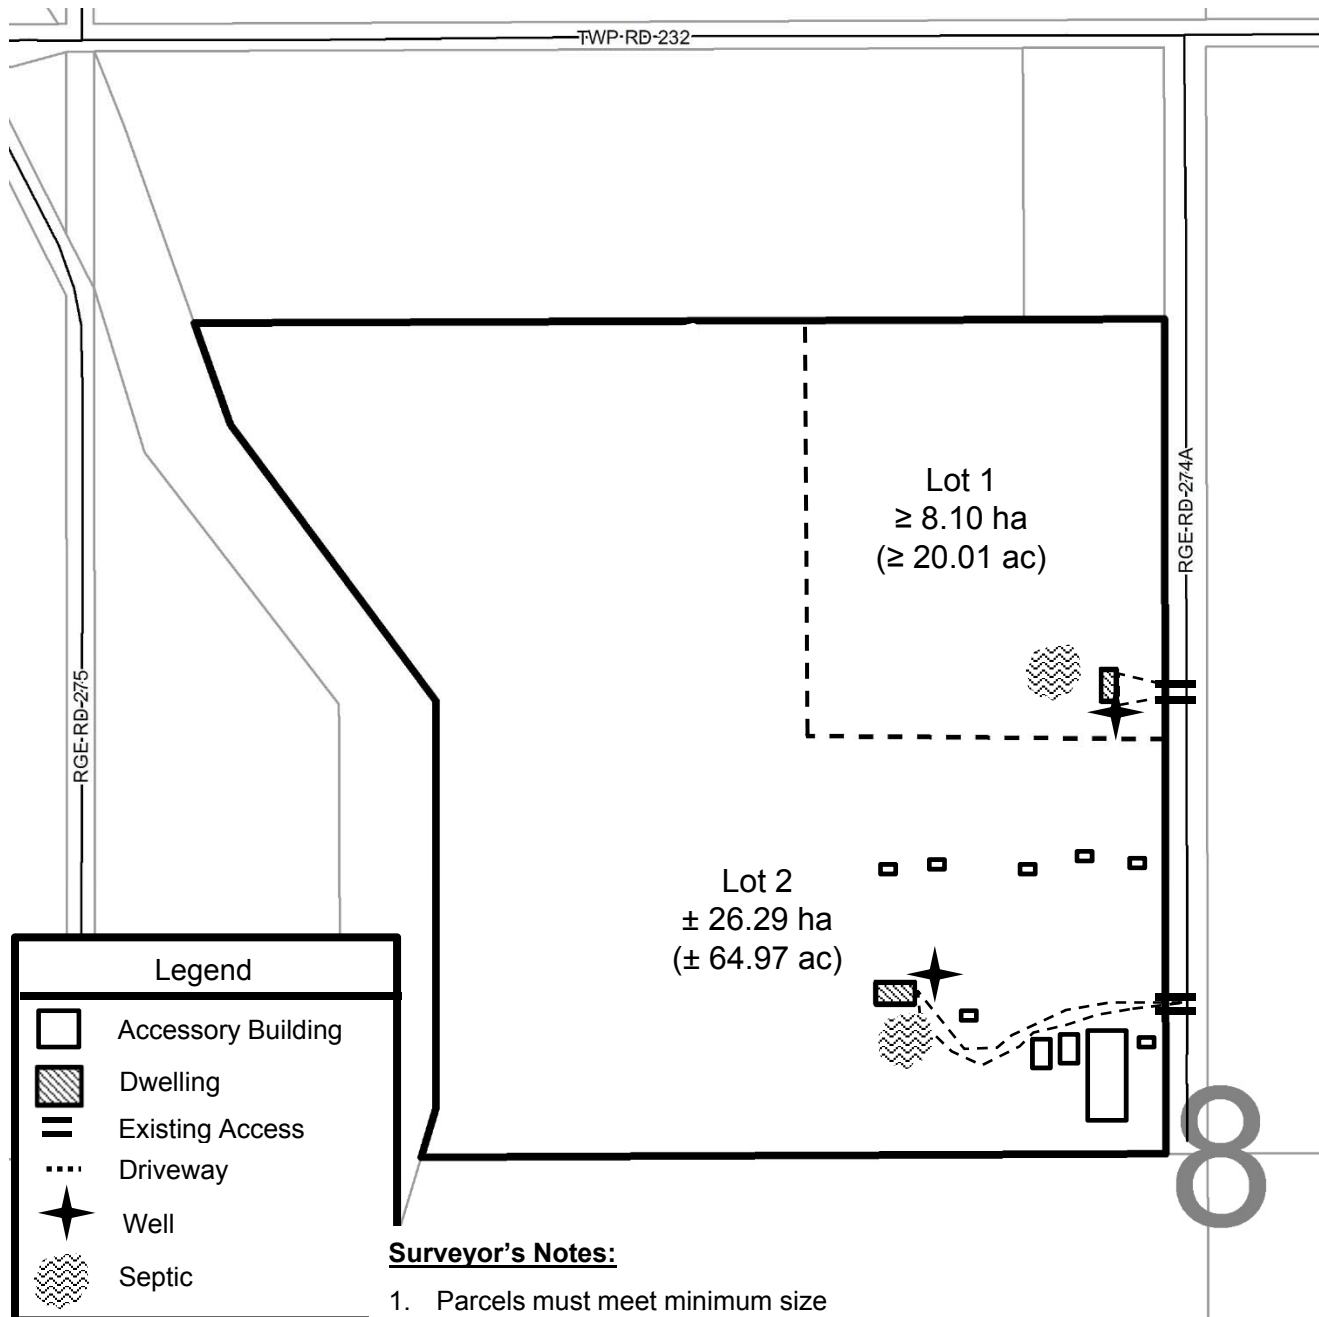 TWP-RD-232
RGE-RD-274A
Lot 1
≥ 8.10 ha
(≥ 20.01 ac)
RGE-RD-275
Lot 2
± 26.29 ha
(± 64.97 ac)
8
Legend
Accessory Building
Dwelling
Existing Access
Driveway
Well
Septic
Surveyor's Notes:
1. Parcels must meet minimum size